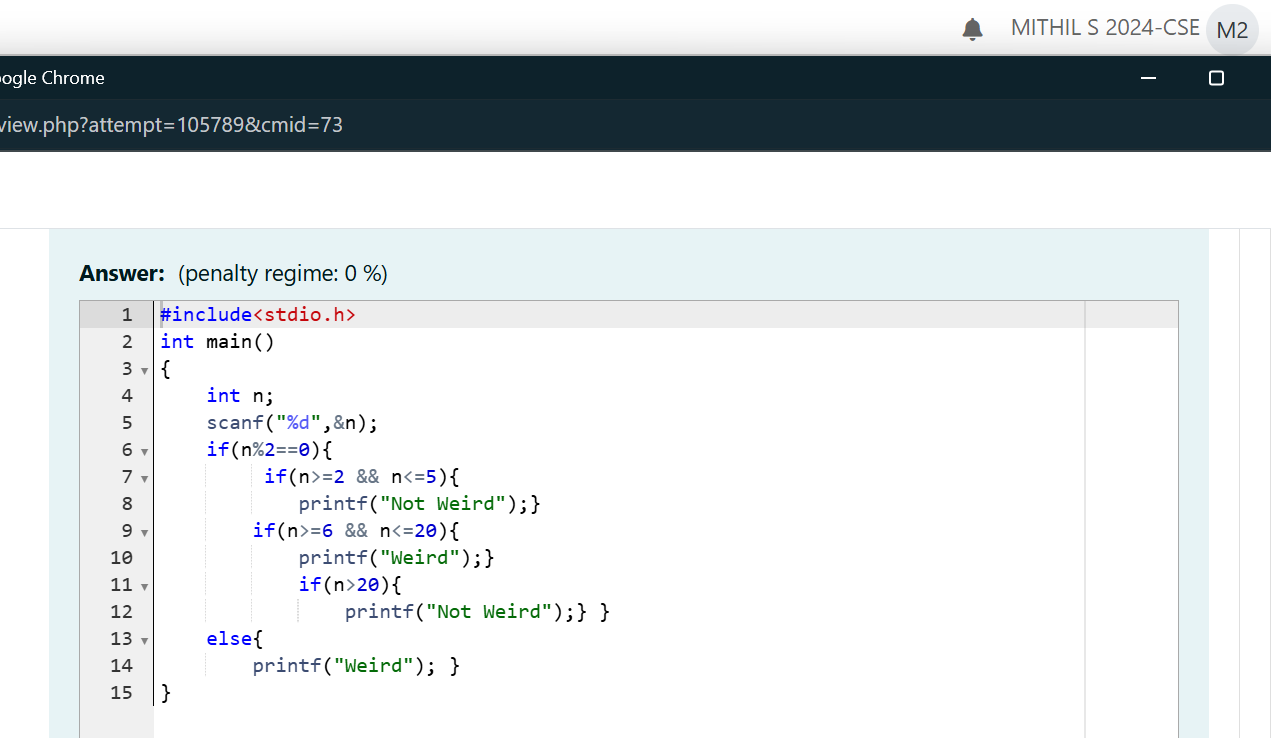 MITHIL S 2024-CSE M2
ogle Chrome
view.php?attempt=105789&cmid=73
Answer: (penalty regime: 0 %)
1 #include<stdio.h>
2 int main()
3 {
4 int n;
5 scanf("%d",&n);
6 if(n%2==0){
7 if(n>=2 && n<=5){
8 printf("Not Weird");}
9 if(n>=6 && n<=20){
10 printf("Weird");}
11 if(n>20){
12 printf("Not Weird");} }
13 else{
14 printf("Weird"); }
15 }